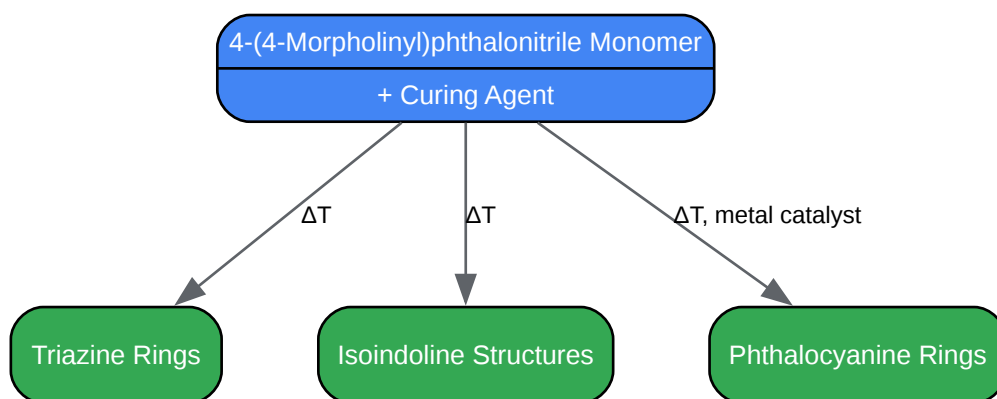 4-(4-Morpholinyl)phthalonitrile Monomer
+ Curing Agent
ΔT
ΔT
ΔT, metal catalyst
Triazine Rings
Isoindoline Structures
Phthalocyanine Rings